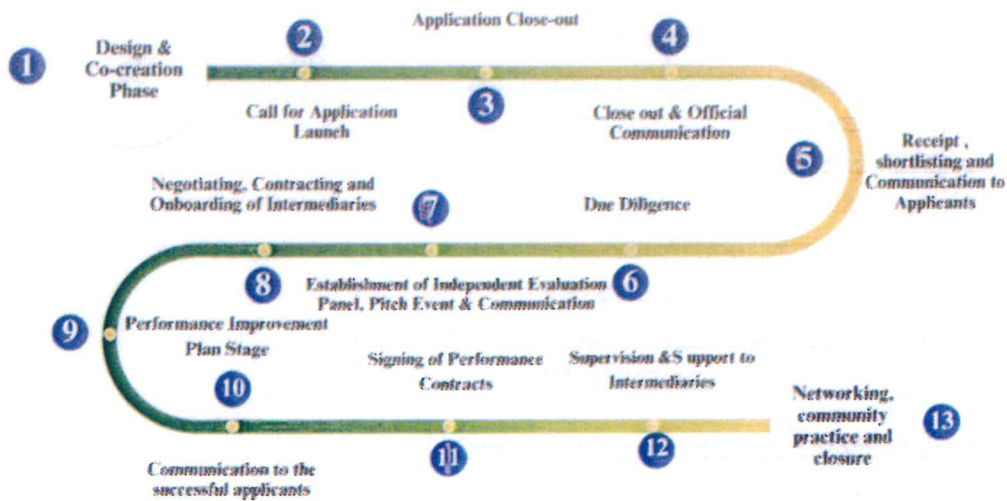 1
Design &
Co-creation
Phase
2
Call for Application
Launch
Application Close-out
3
4
Close out & Official
Communication
5
Receipt ,
shortlisting and
Communication to
Applicants
Due Diligence
6
7
Establishment of Independent Evaluation
Panel, Pitch Event & Communication
Negotiating, Contracting and
Onboarding of Intermediaries
8
9
Performance Improvement
Plan Stage
10
Communication to the
successful applicants
Signing of Performance
Contracts
11
Supervision &S upport to
Intermediaries
12
Networking,
community
practice and
closure
13